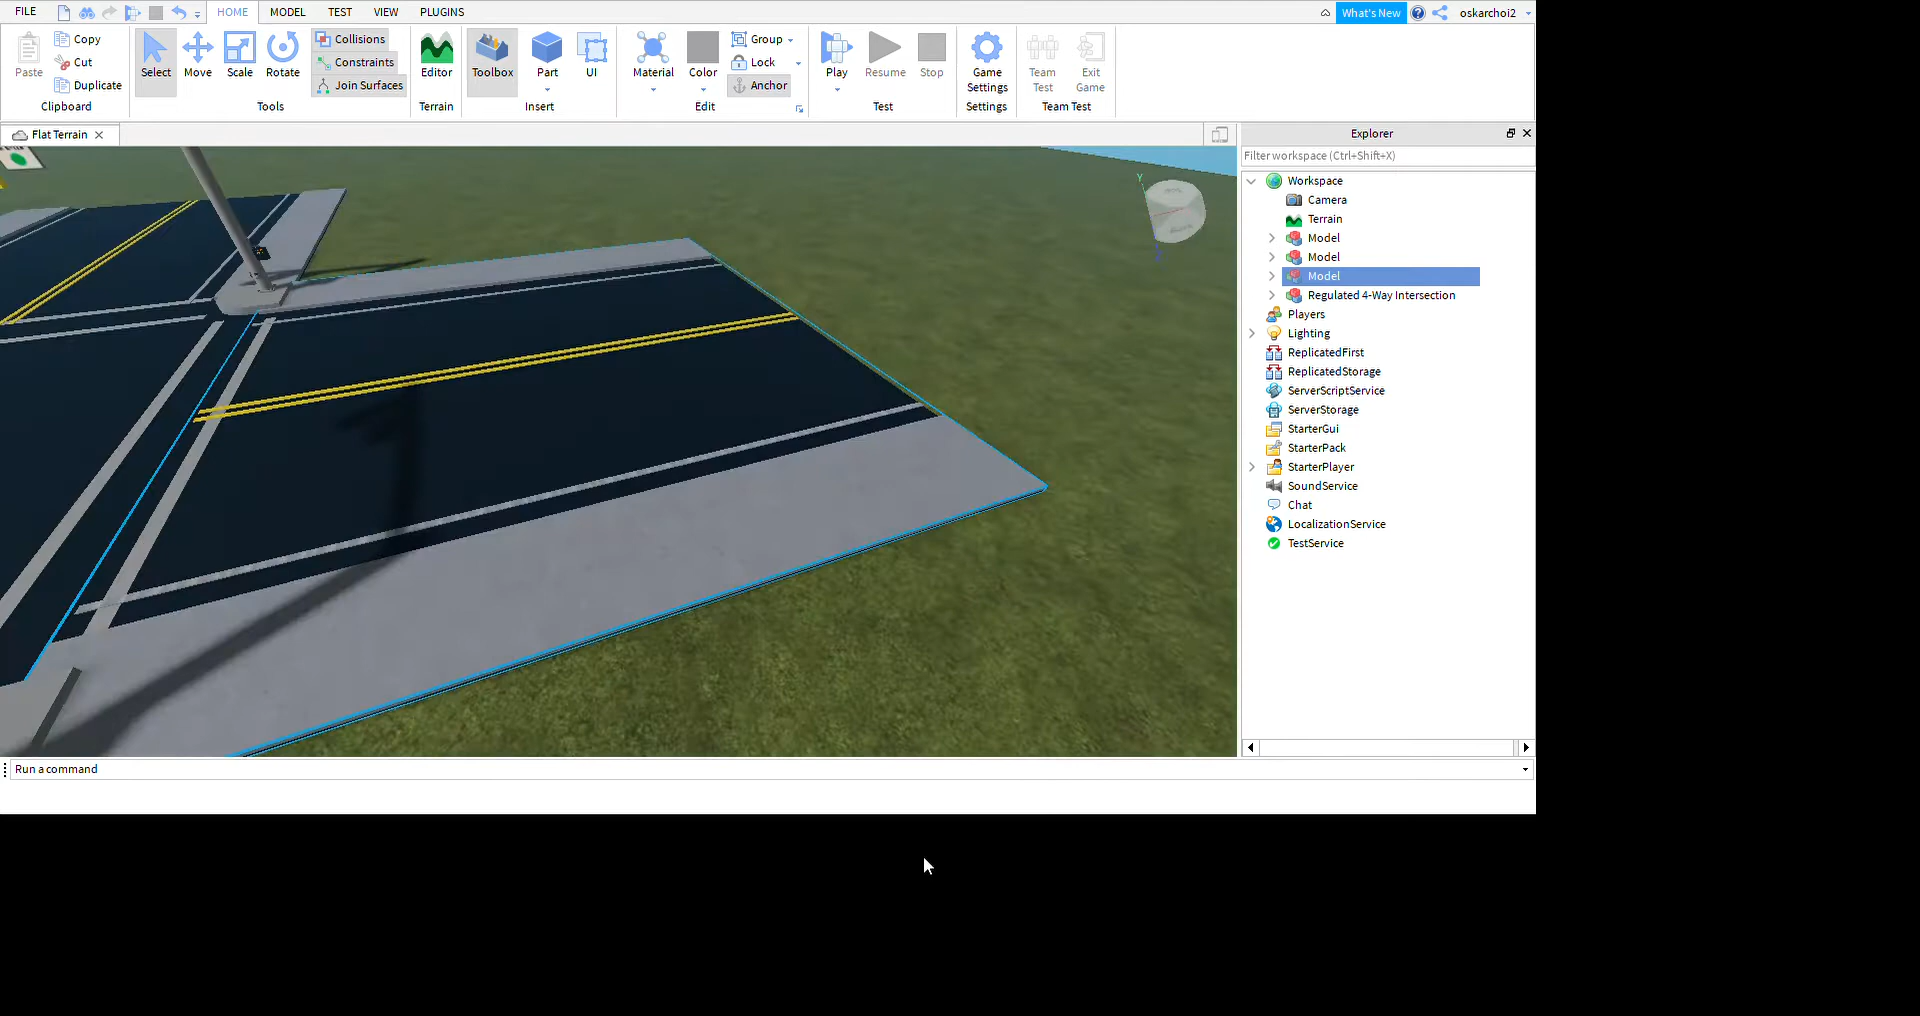 FILE HOME MODEL TEST VIEW PLUGINS What's New oskarchoi2
Paste Copy Cut Duplicate
Clipboard
Select Move Scale Rotate Collisions Constraints Join Surfaces
Tools
Editor
Terrain
Toolbox Part UI
Insert
Material Color Group Lock Anchor
Edit
Play Resume Stop
Test
Game Settings
Settings
Team Test Exit Game
Team Test
Flat Terrain
Explorer
Filter workspace (Ctrl+Shift+X)
Workspace
Camera
Terrain
Model
Model
Model
Regulated 4-Way Intersection
Players
Lighting
ReplicatedFirst
ReplicatedStorage
ServerScriptService
ServerStorage
StarterGui
StarterPack
StarterPlayer
SoundService
Chat
LocalizationService
TestService
Y
Run a command